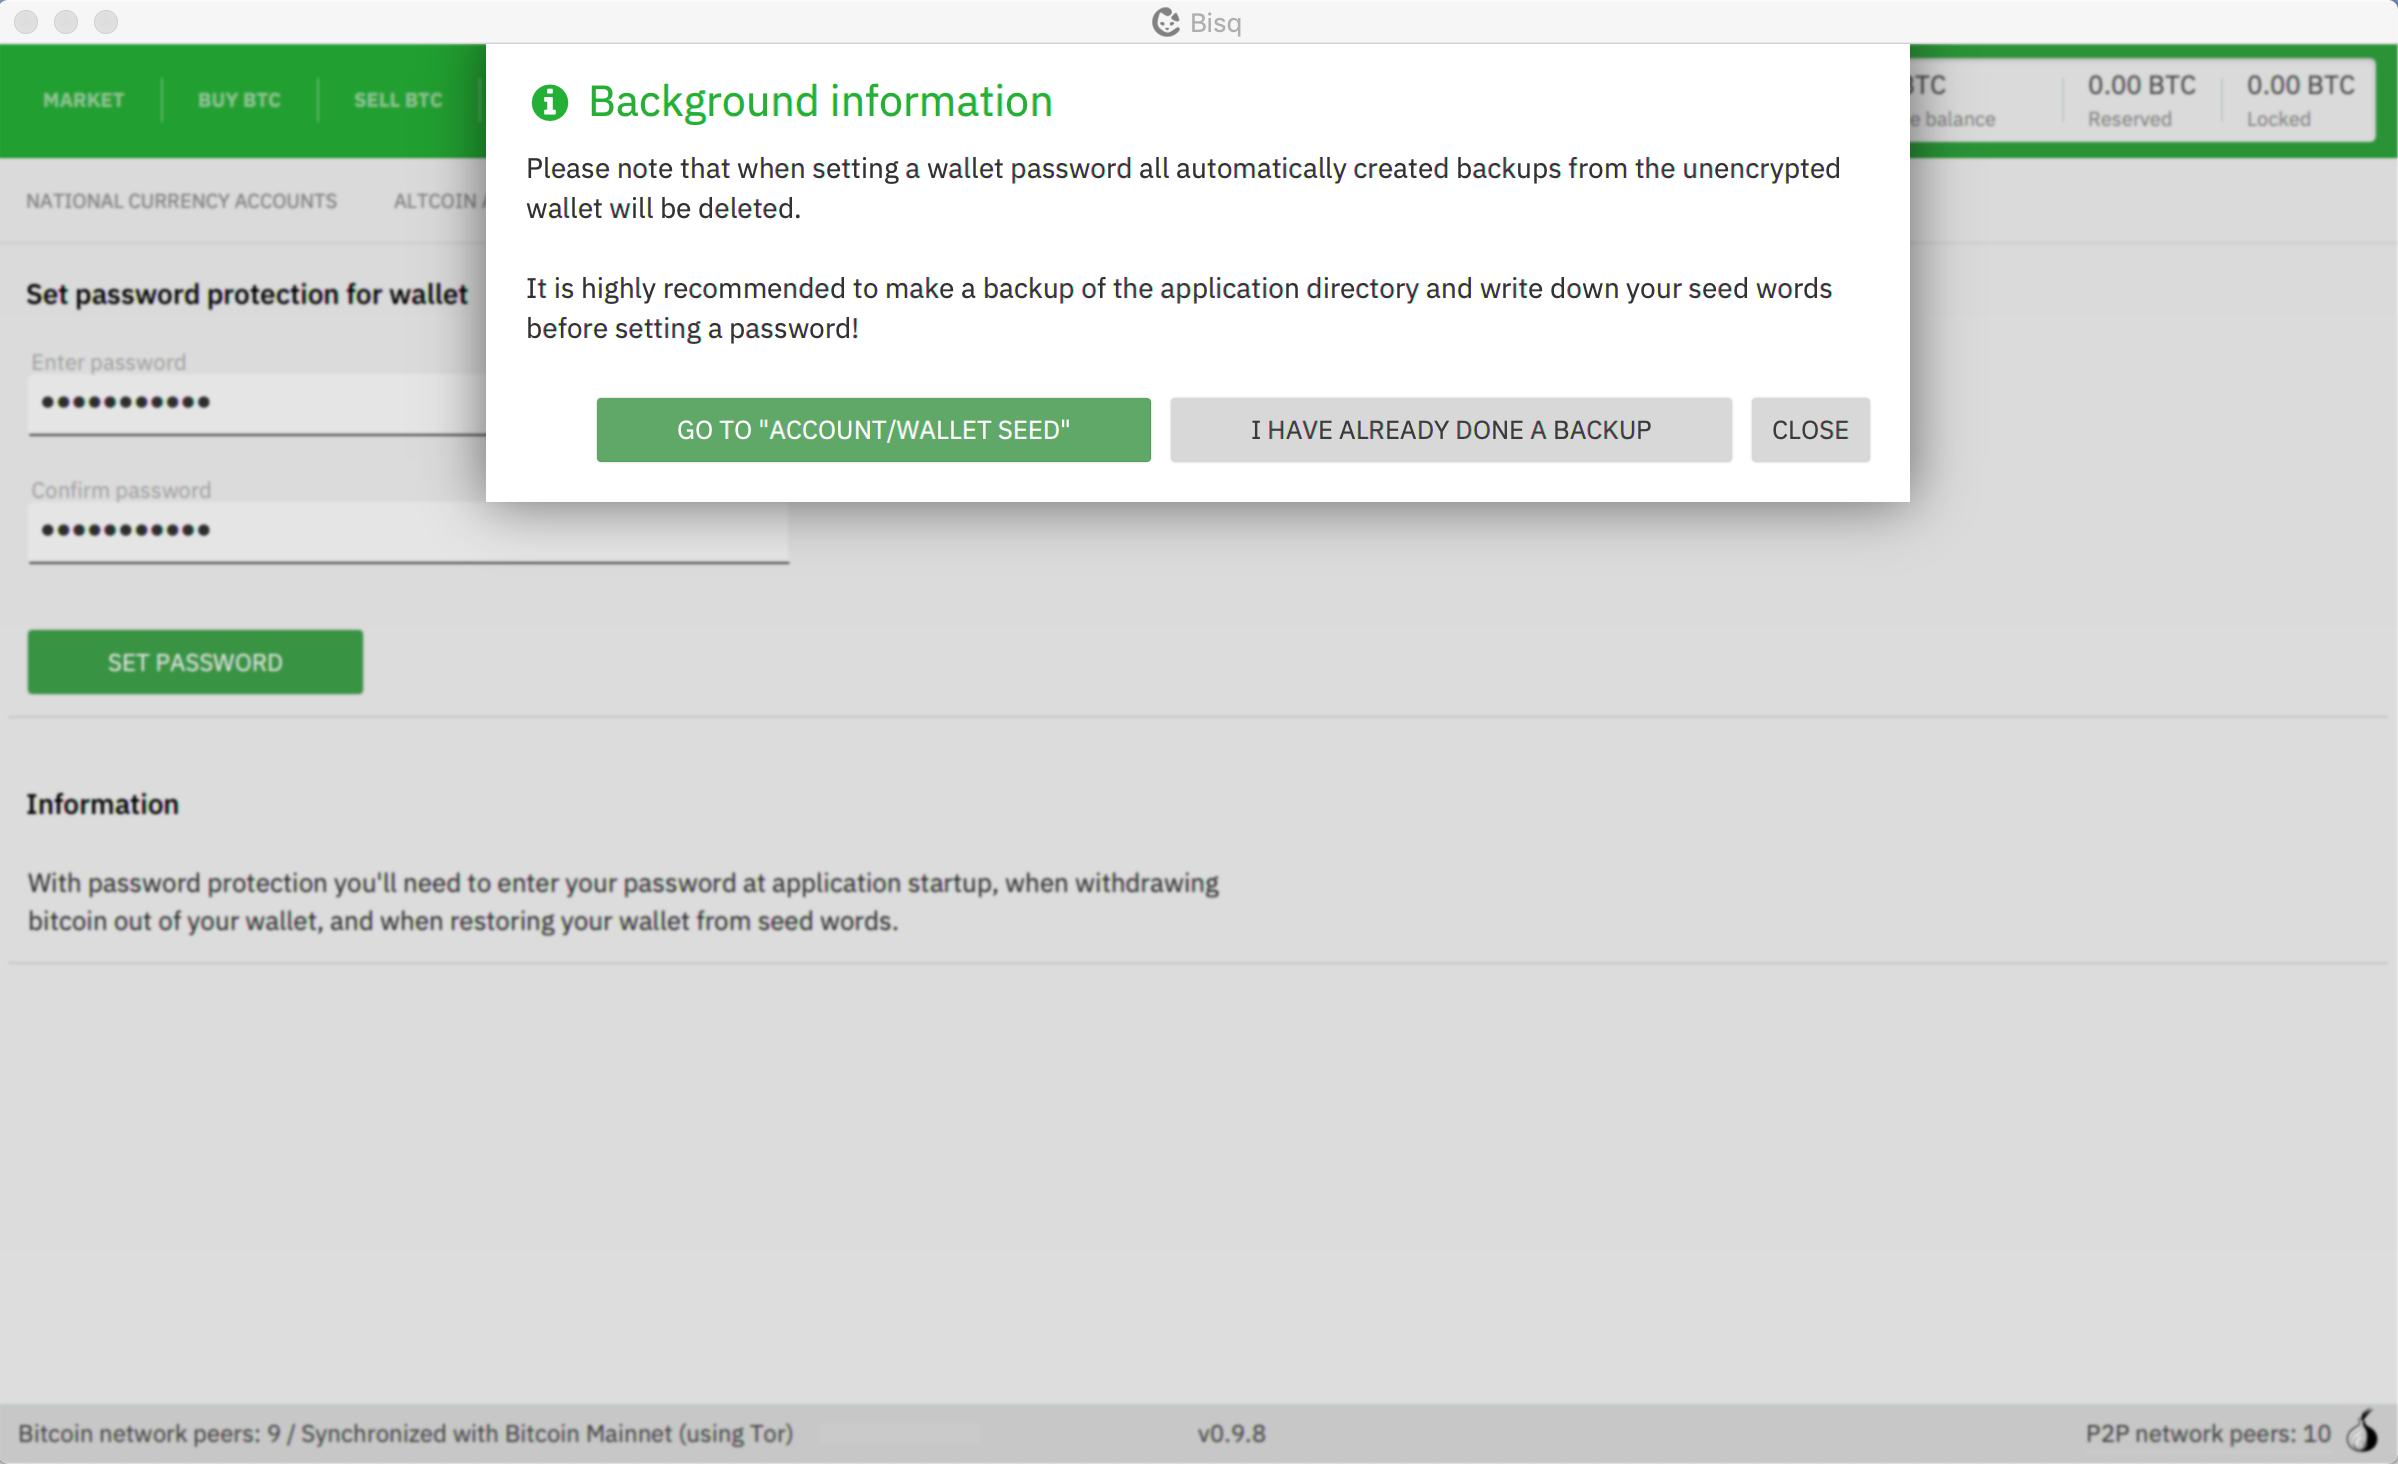 Bisq
MARKET
BUY BTC
SELL BTC
BTC
e balance
0.00 BTC
Reserved
0.00 BTC
Locked
Background information
Please note that when setting a wallet password all automatically created backups from the unencrypted
wallet will be deleted.
It is highly recommended to make a backup of the application directory and write down your seed words
before setting a password!
GO TO "ACCOUNT/WALLET SEED"
I HAVE ALREADY DONE A BACKUP
CLOSE
NATIONAL CURRENCY ACCOUNTS
ALTCOIN
Set password protection for wallet
Enter password
Confirm password
SET PASSWORD
Information
With password protection you'll need to enter your password at application startup, when withdrawing
bitcoin out of your wallet, and when restoring your wallet from seed words.
Bitcoin network peers: 9 / Synchronized with Bitcoin Mainnet (using Tor)
v0.9.8
P2P network peers: 10